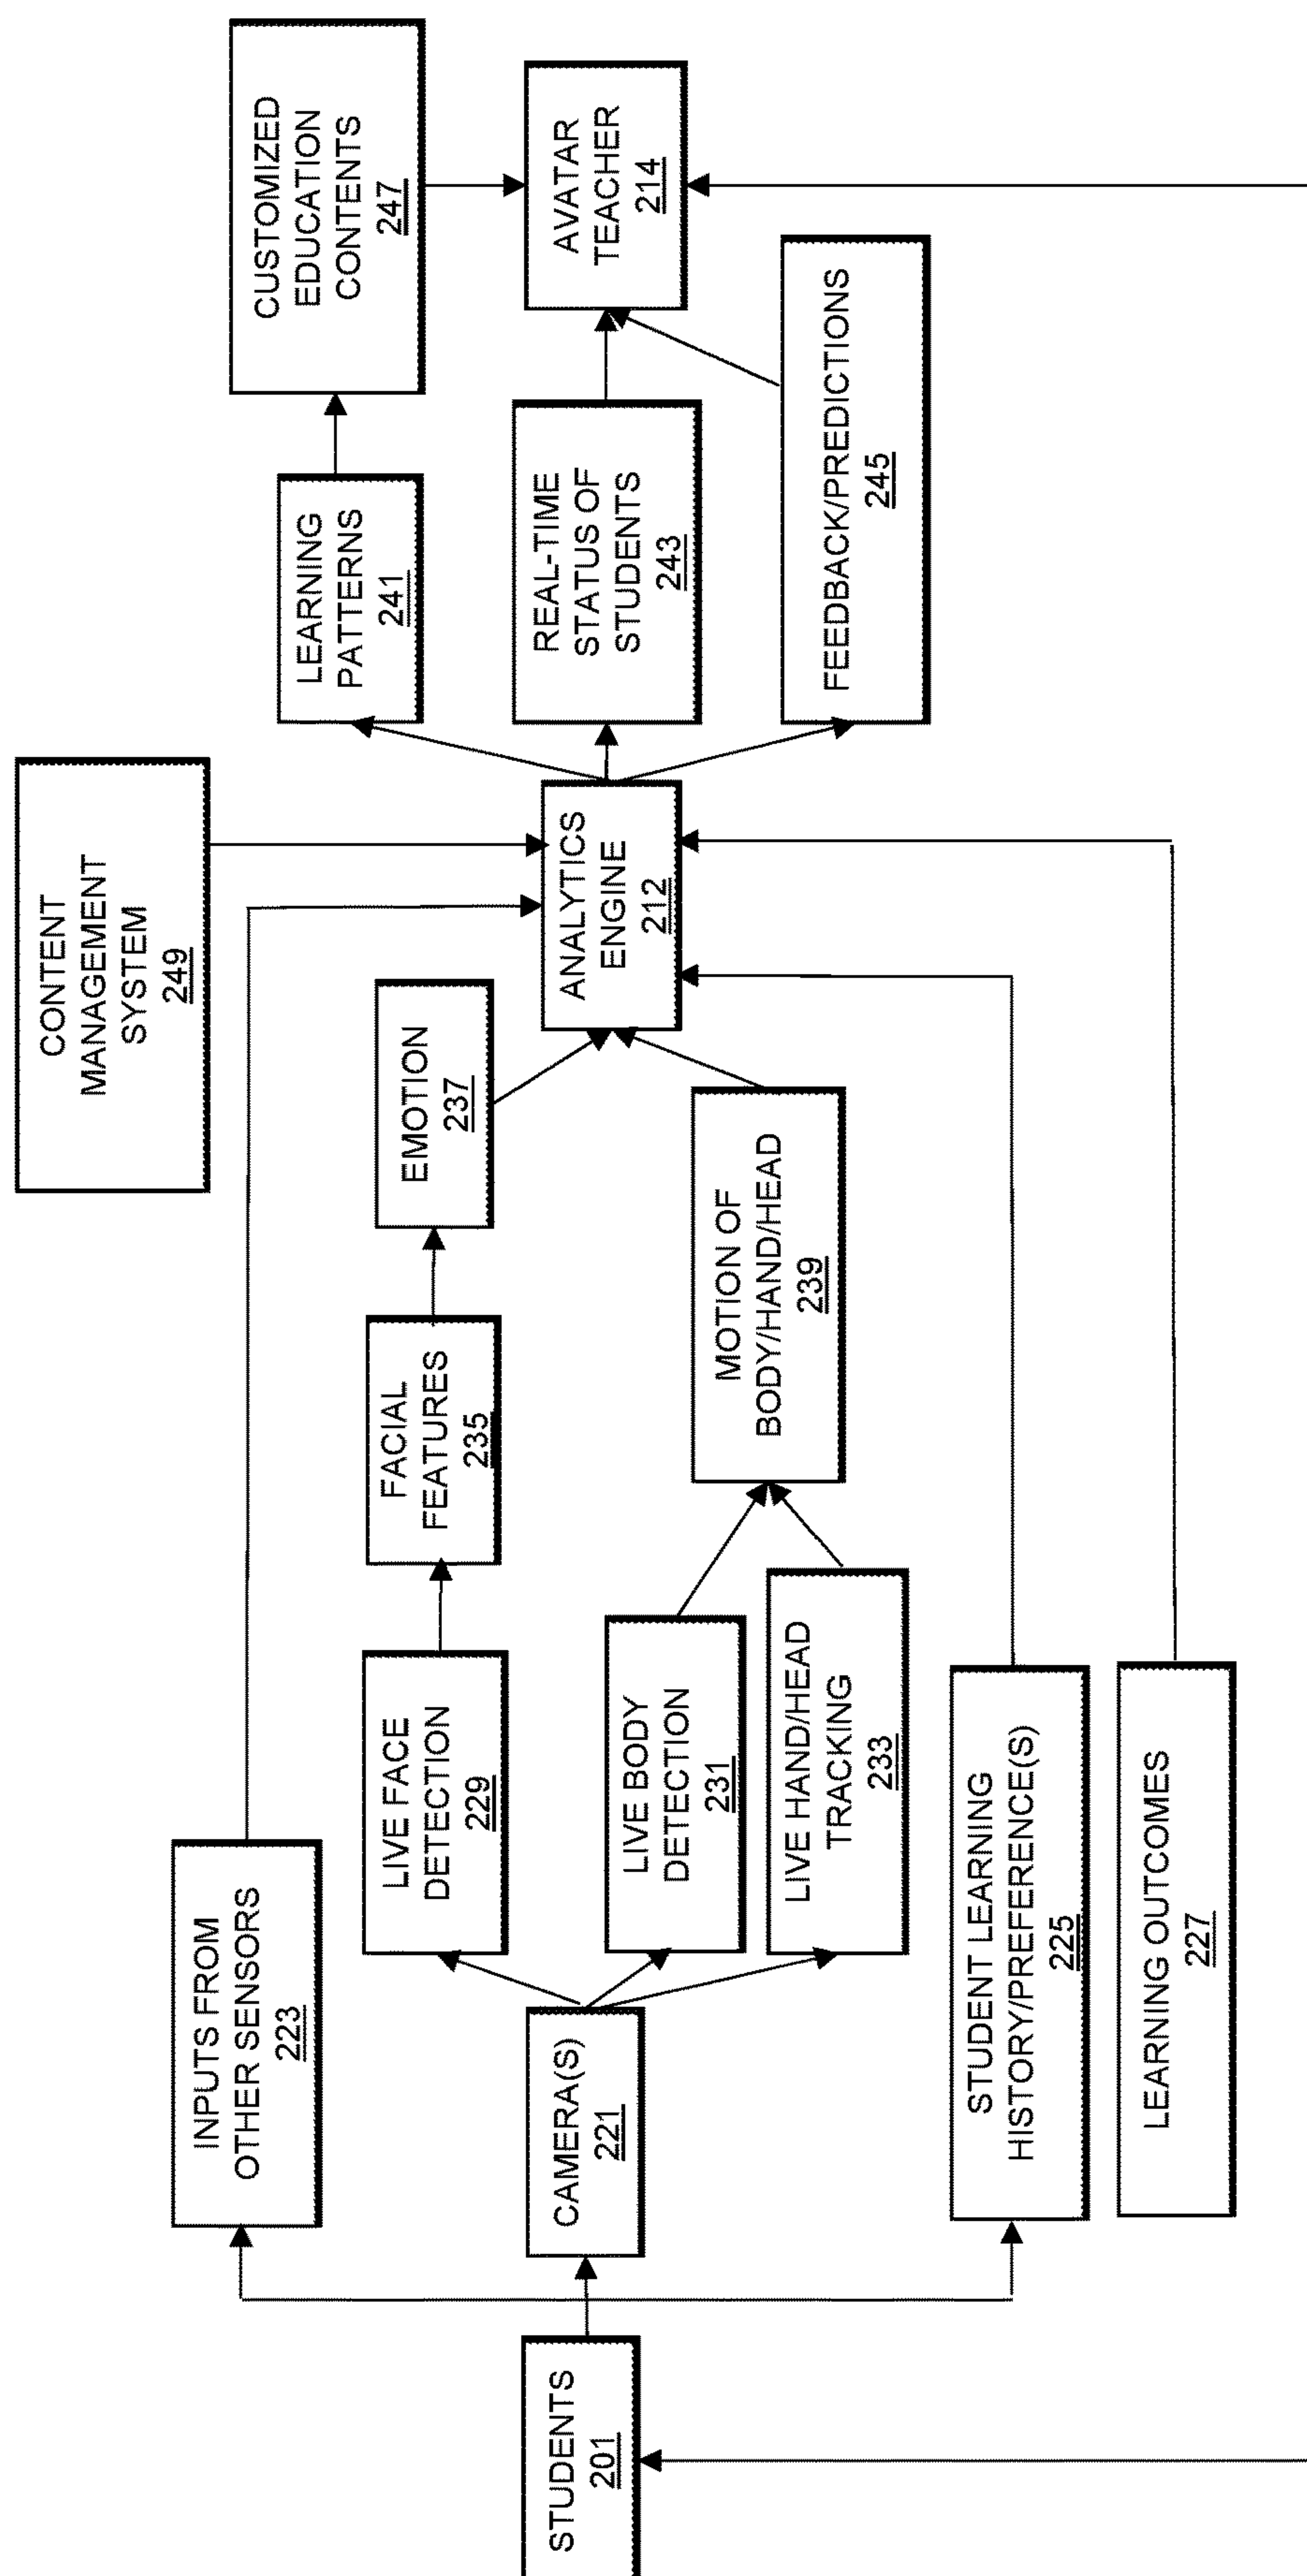 STUDENTS
201
INPUTS FROM
OTHER SENSORS
223
CAMERA(S)
221
STUDENT LEARNING
HISTORY/PREFERENCE(S)
225
LEARNING OUTCOMES
227
LIVE FACE
DETECTION
229
LIVE BODY
DETECTION
231
LIVE HAND/HEAD
TRACKING
233
FACIAL
FEATURES
235
EMOTION
237
MOTION OF
BODY/HAND/HEAD
239
CONTENT
MANAGEMENT
SYSTEM
249
ANALYTICS
ENGINE
212
LEARNING
PATTERNS
241
REAL-TIME
STATUS OF
STUDENTS
243
FEEDBACK/PREDICTIONS
245
CUSTOMIZED
EDUCATION
CONTENTS
247
AVATAR
TEACHER
214